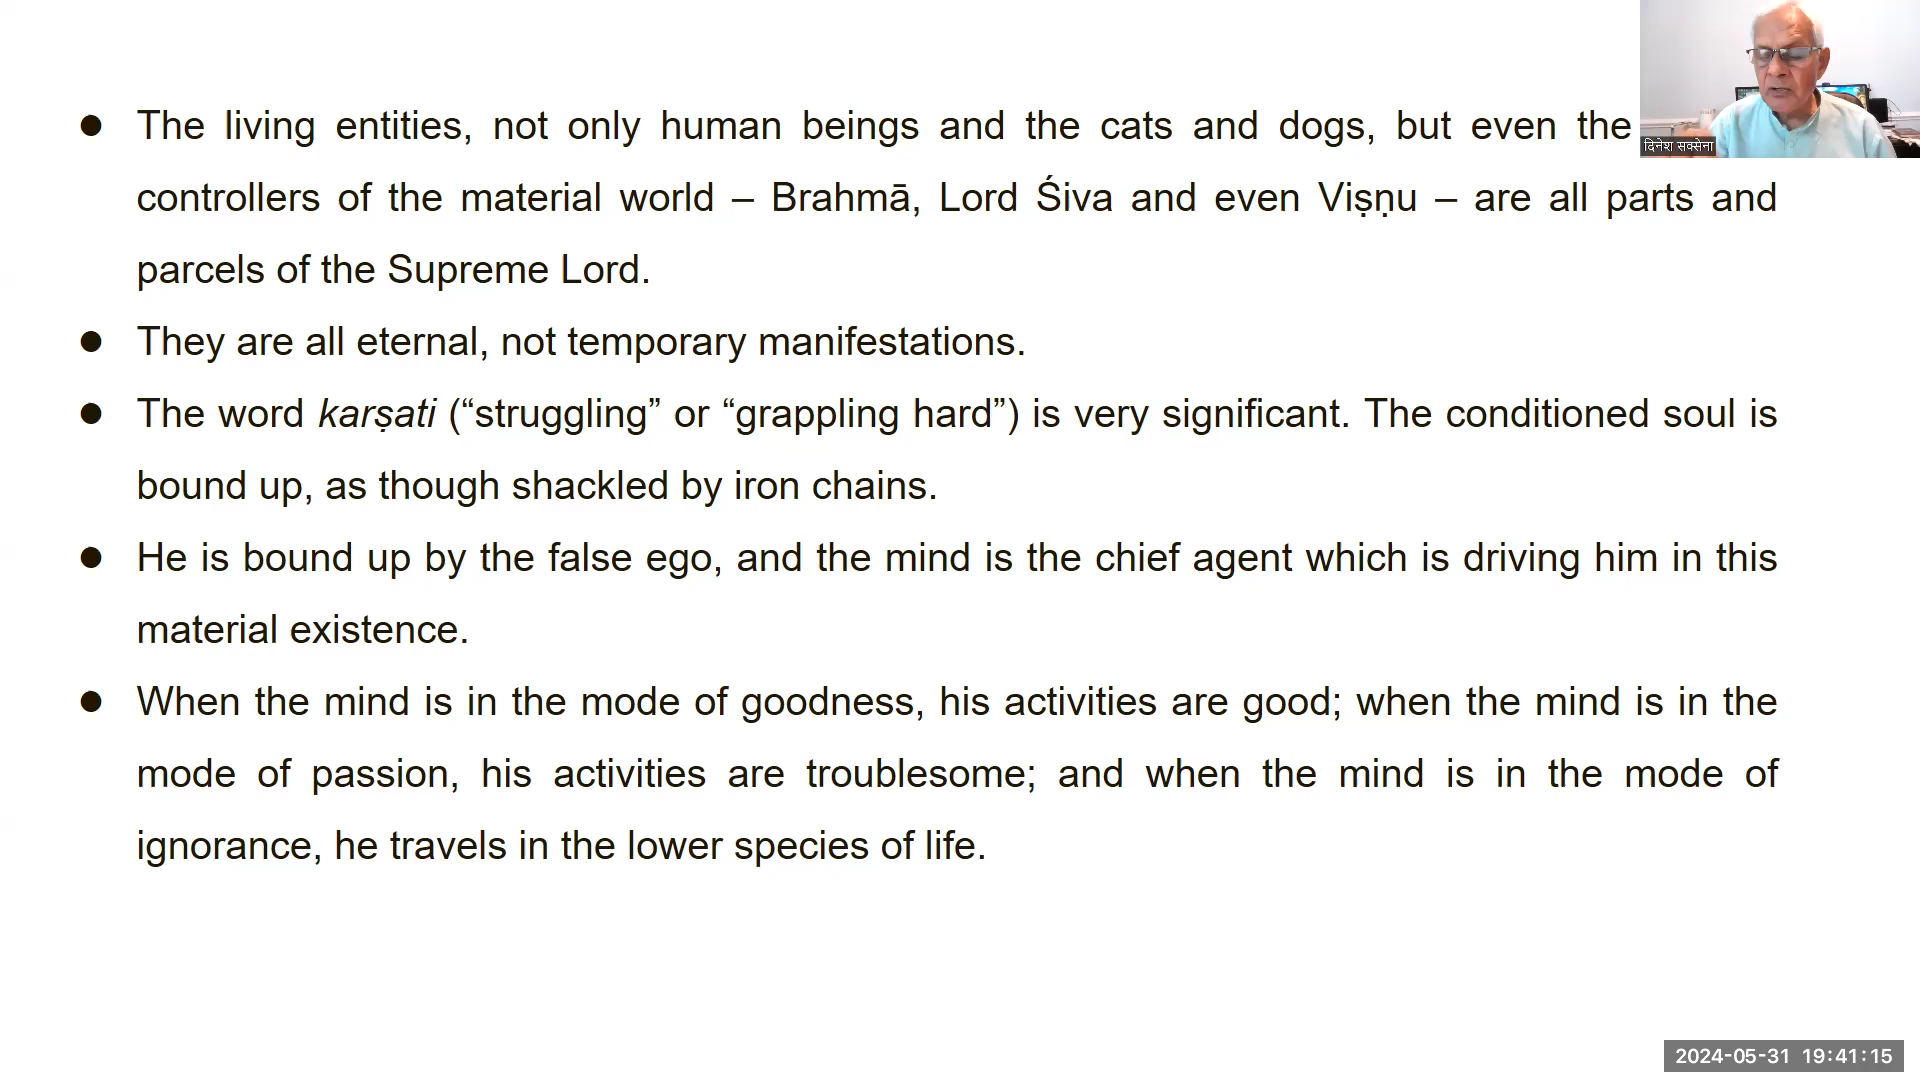 The living entities, not only human beings and the cats and dogs, but even the
दिनेश सक्सेना
controllers of the material world – Brahmā, Lord Śiva and even Viṣṇu – are all parts and
parcels of the Supreme Lord.
● They are all eternal, not temporary manifestations.
● The word karṣati (“struggling” or “grappling hard”) is very significant. The conditioned soul is
bound up, as though shackled by iron chains.
● He is bound up by the false ego, and the mind is the chief agent which is driving him in this
material existence.
● When the mind is in the mode of goodness, his activities are good; when the mind is in the
mode of passion, his activities are troublesome; and when the mind is in the mode of
ignorance, he travels in the lower species of life.
2024-05-31 19:41:15